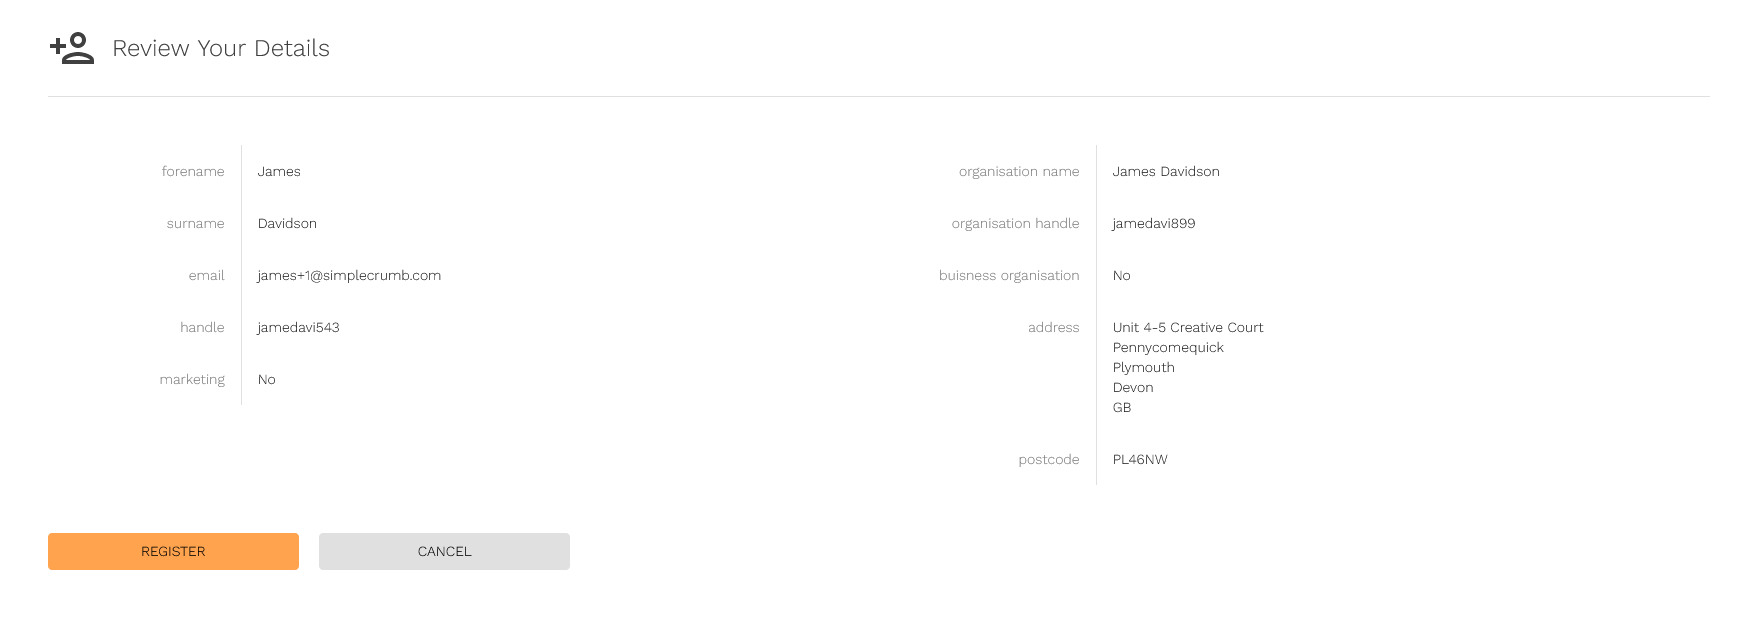 Review Your Details
forename James
surname Davidson
email james+1@simplecrumb.com
handle jamedavi543
marketing No
organisation name James Davidson
organisation handle jamedavi899
buisness organisation No
address Unit 4-5 Creative Court
Pennycomequick
Plymouth
Devon
GB
postcode PL46NW
REGISTER
CANCEL